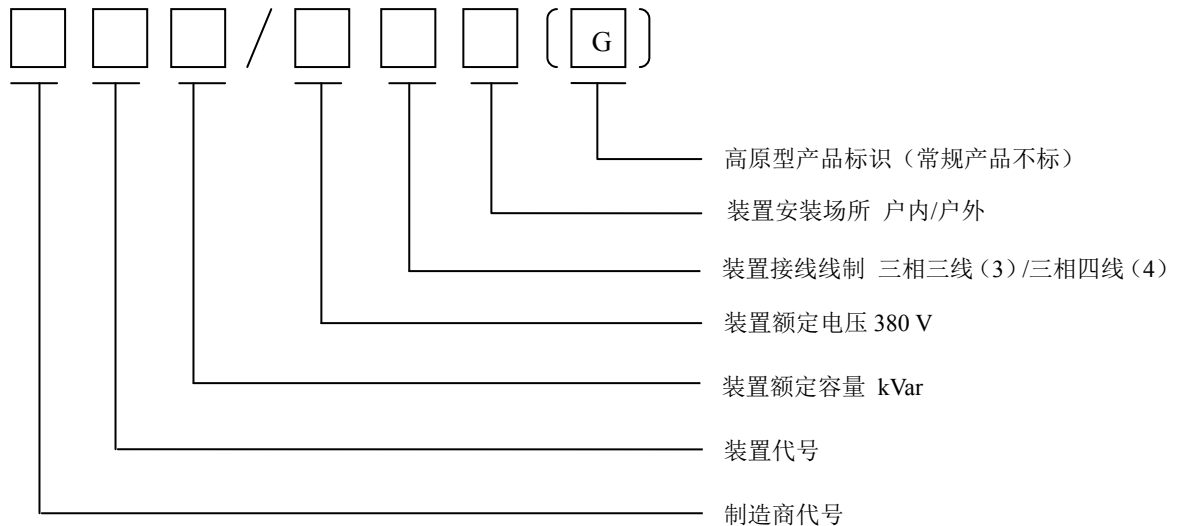 / ( G )
高原型产品标识（常规产品不标）
装置安装场所 户内/户外
装置接线线制 三相三线（3）/三相四线（4）
装置额定电压 380 V
装置额定容量 kVar
装置代号
制造商代号